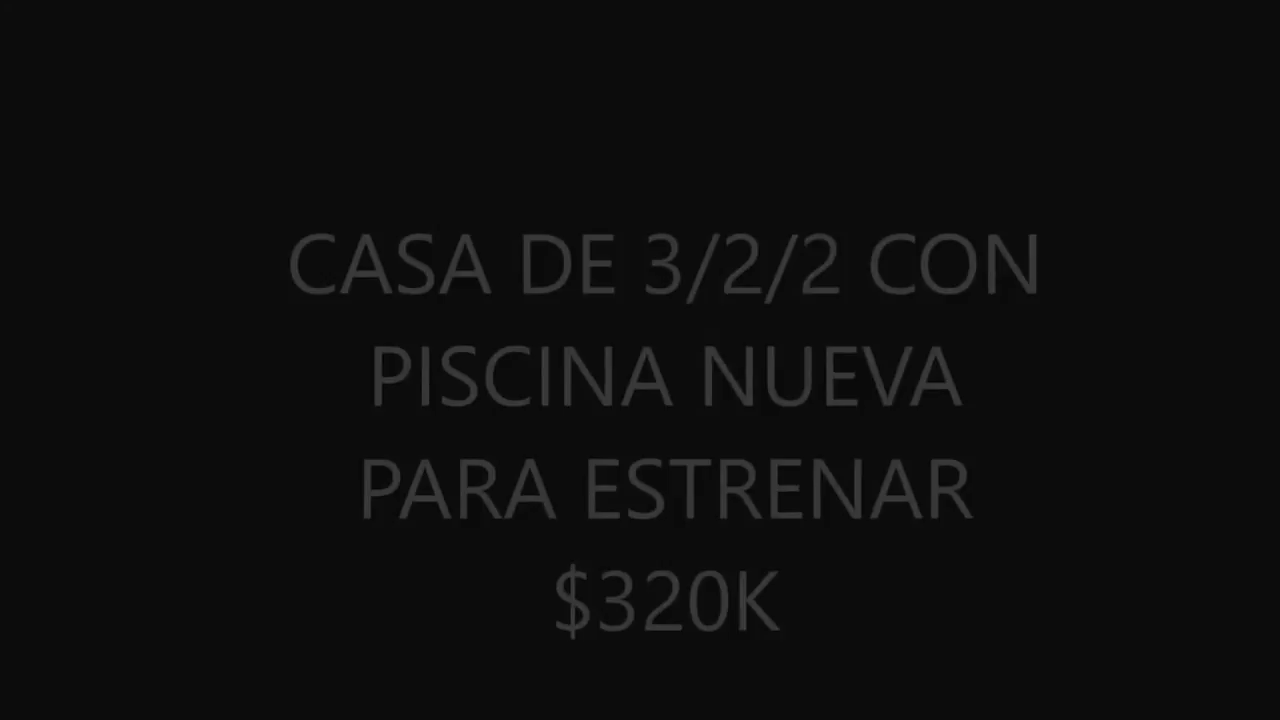 CASA DE 3/2/2 CON
PISCINA NUEVA
PARA ESTRENAR
$320K